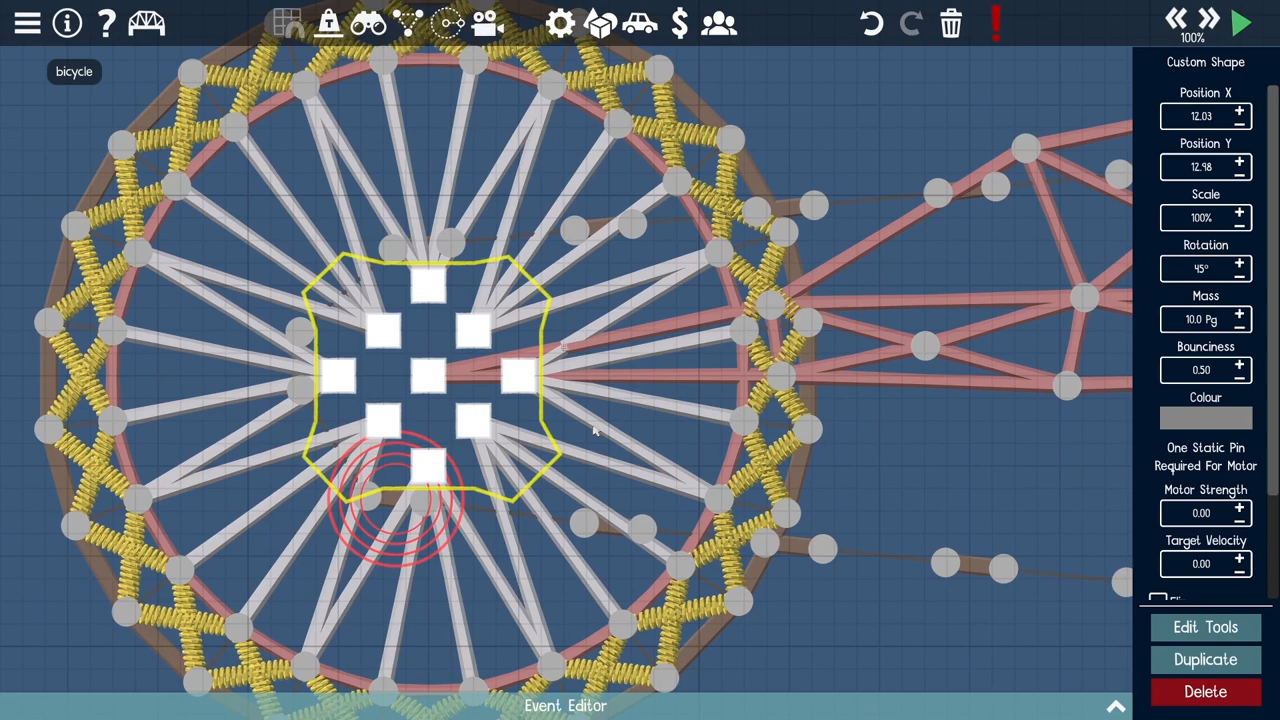 100%
bicycle
Custom Shape
Position X
12.03
Position Y
12.98
Scale
100%
Rotation
45°
Mass
10.0 Pg
Bounciness
0.50
Colour
One Static Pin
Required For Motor
Motor Strength
0.00
Target Velocity
0.00
Edit Tools
Duplicate
Delete
Event Editor